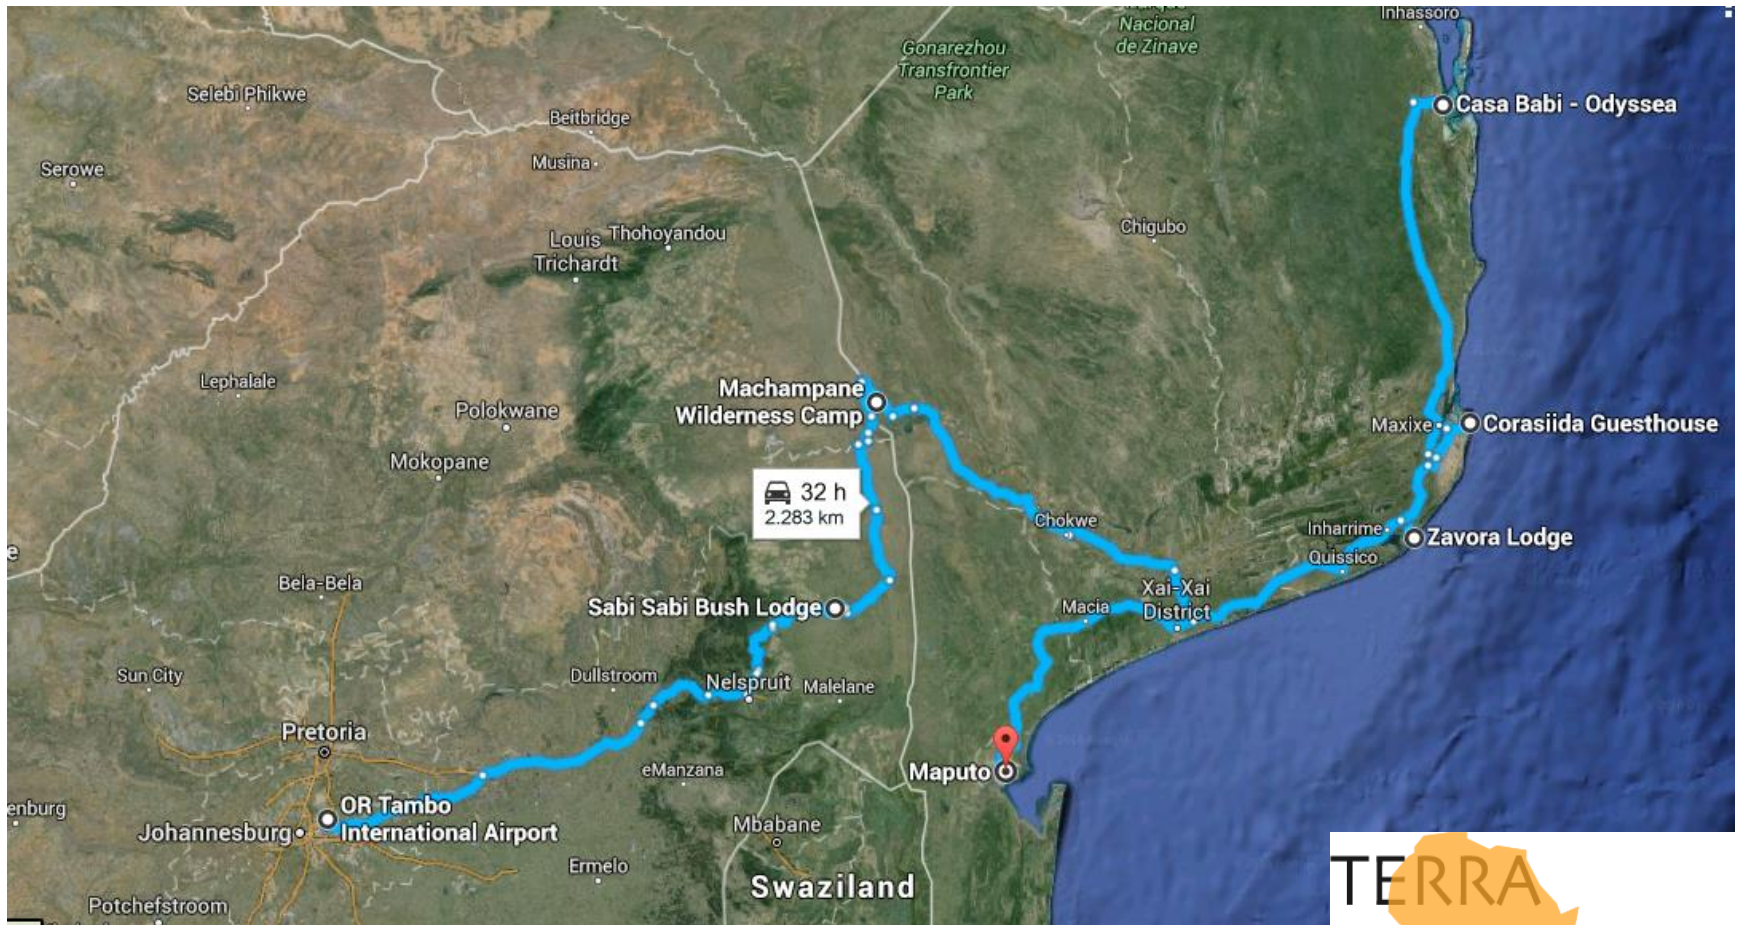 Inhassoro
Nacional
de Zinave
Gonarezhou
Transfrontier
Park
Selebi Phikwe
Beitbridge
Casa Babi - Odyssea
Musina
Serowe
Chigubo
Louis
Trichardt
Thohoyandou
Lephalale
Machampane
Wilderness Camp
Polokwane
Maxixe
Corasiida Guesthouse
Mokopane
32 h
2.283 km
Chokwe
Inharrime
Zavora Lodge
Quissico
e
Bela-Bela
Xai-Xai
District
Sabi Sabi Bush Lodge
Macia
Sun City
Dullstroom
Nelspruit
Malelane
Pretoria
eManzana
Maputo
enburg
OR Tambo
International Airport
Johannesburg
Mbabane
Ermelo
Swaziland
Potchefstroom
TERRA